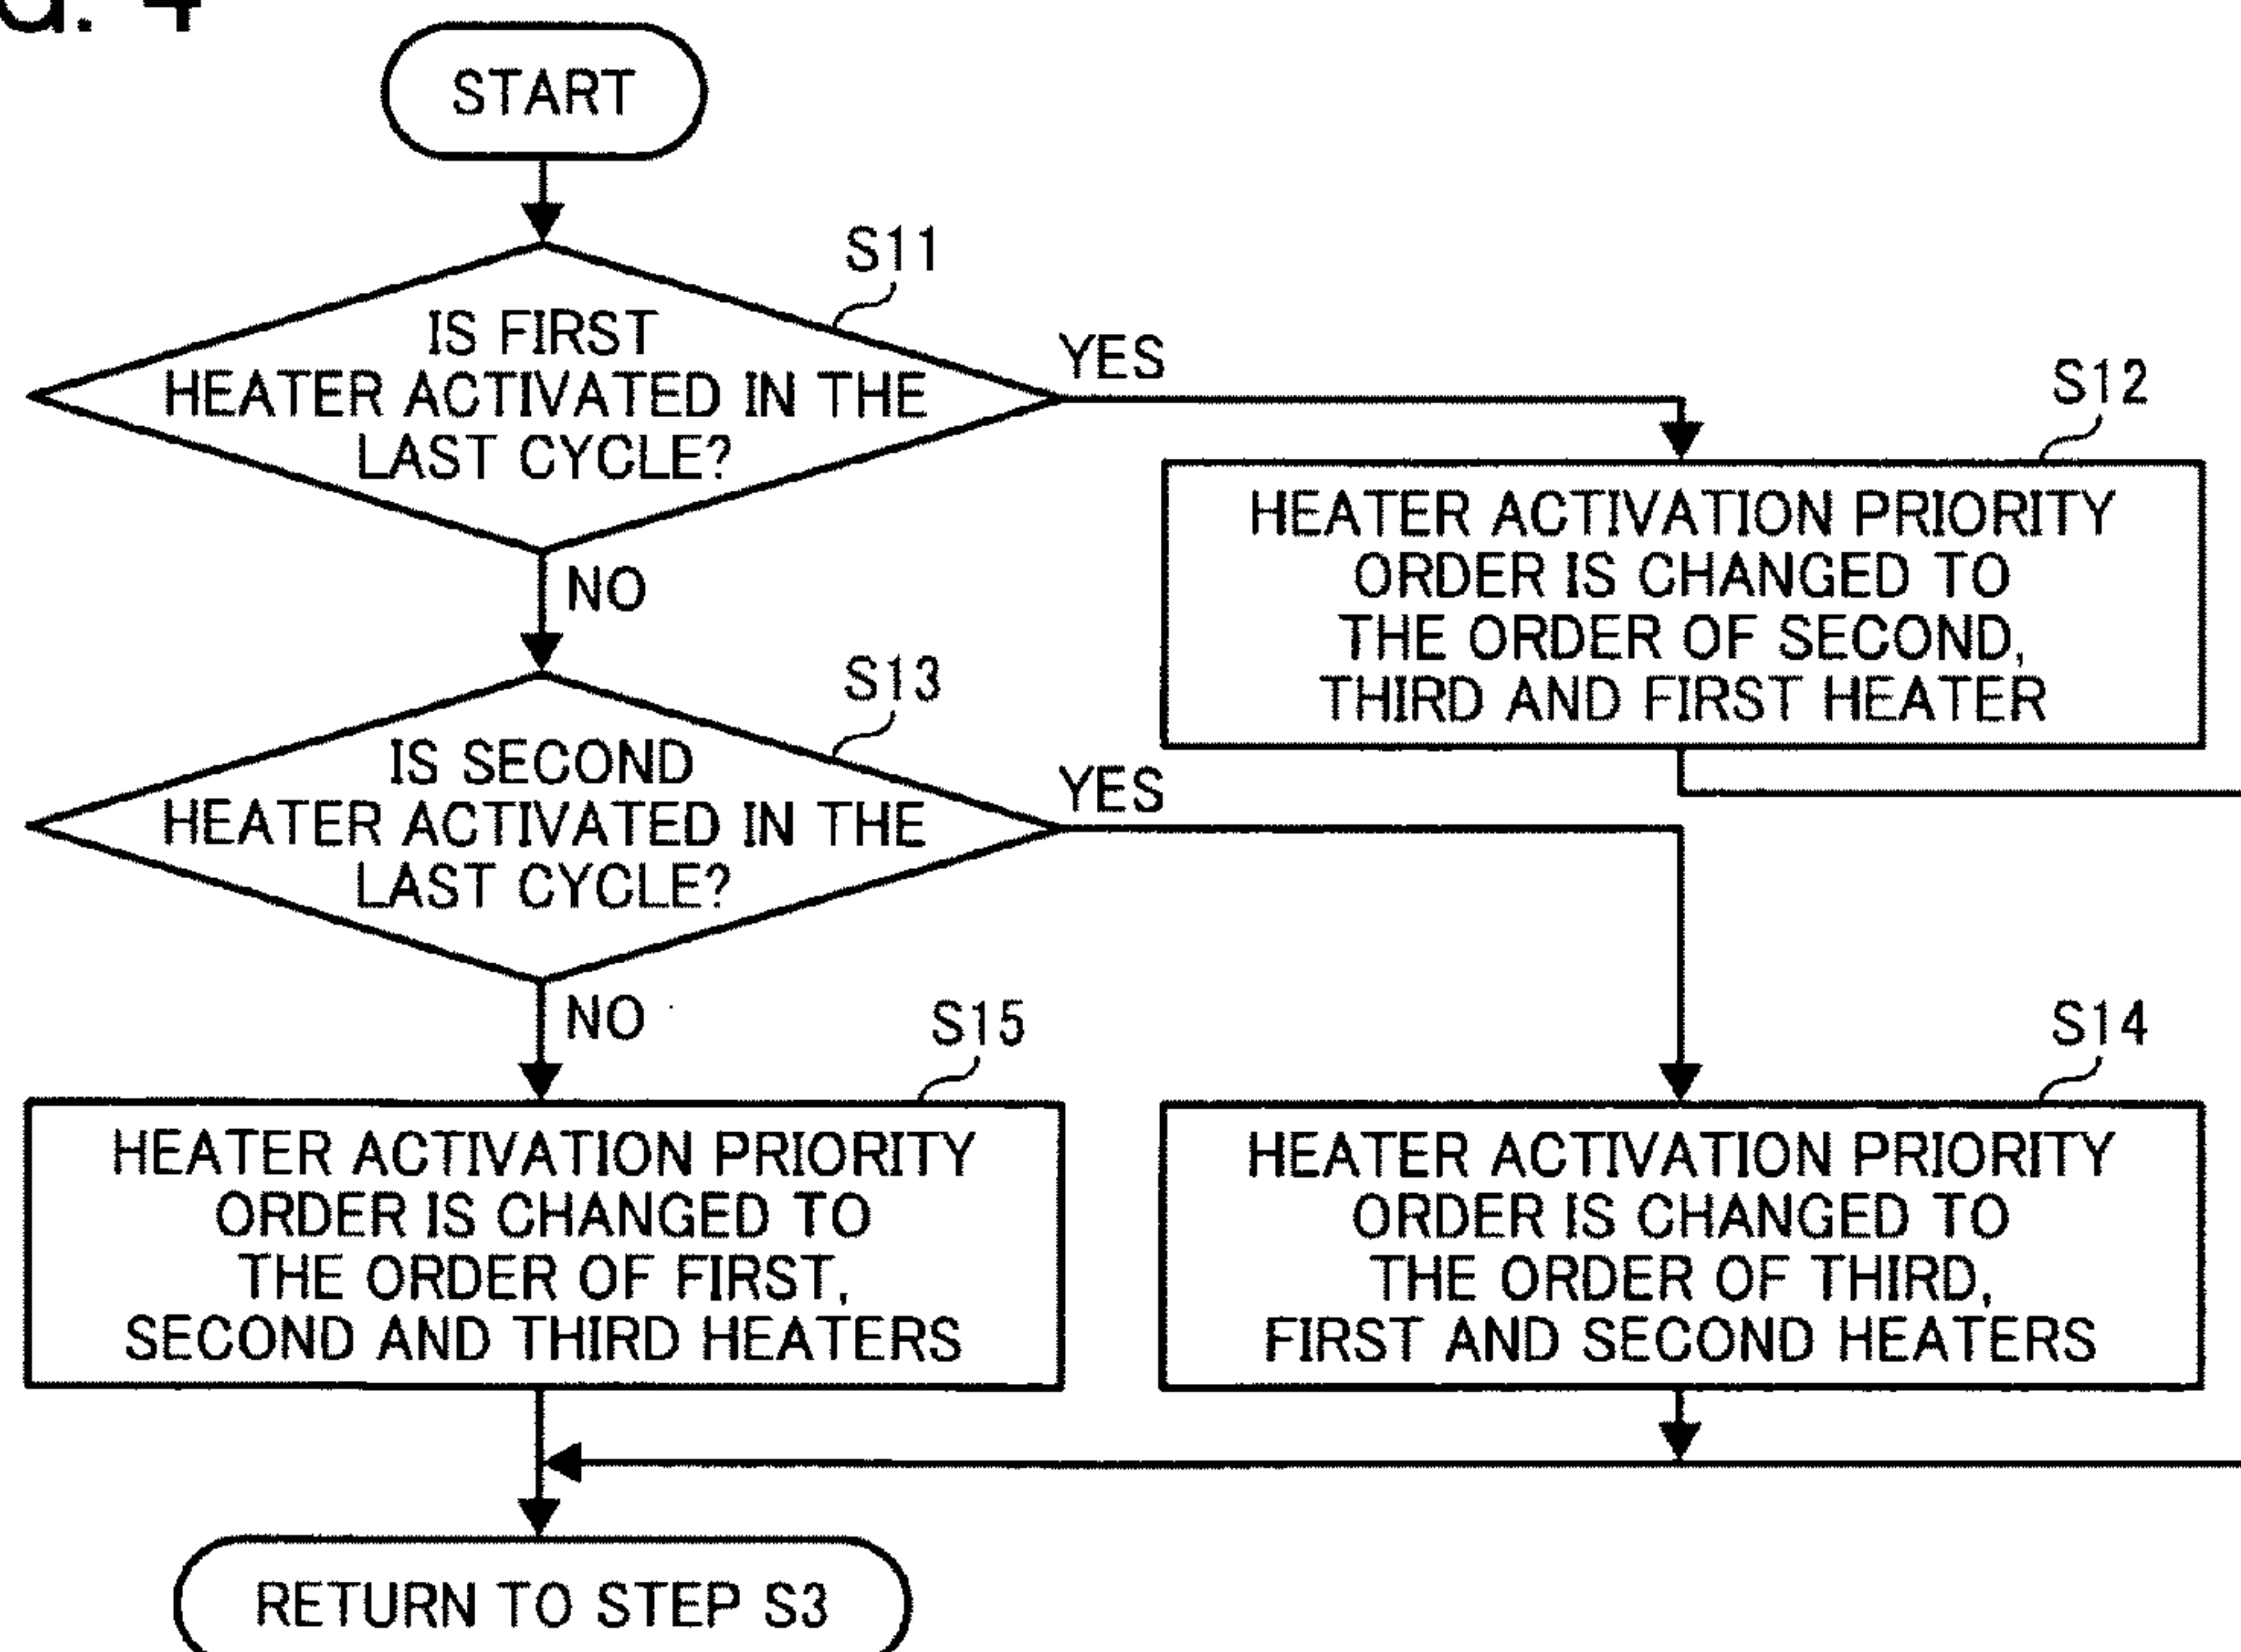 4
START
S11
IS FIRST
HEATER ACTIVATED IN THE
LAST CYCLE?
YES
NO
S12
HEATER ACTIVATION PRIORITY
ORDER IS CHANGED TO
THE ORDER OF SECOND,
THIRD AND FIRST HEATER
S13
IS SECOND
HEATER ACTIVATED IN THE
LAST CYCLE?
YES
NO
S15
HEATER ACTIVATION PRIORITY
ORDER IS CHANGED TO
THE ORDER OF FIRST,
SECOND AND THIRD HEATERS
S14
HEATER ACTIVATION PRIORITY
ORDER IS CHANGED TO
THE ORDER OF THIRD,
FIRST AND SECOND HEATERS
RETURN TO STEP S3